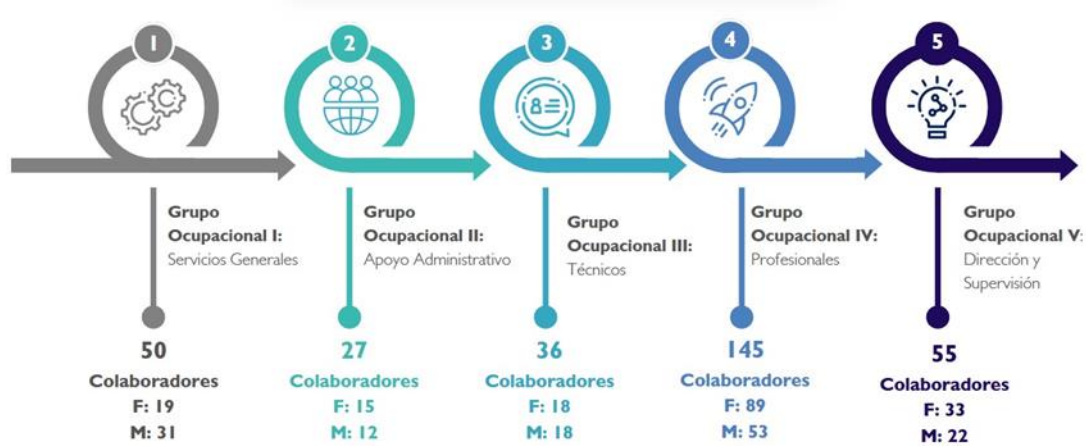 1
Grupo
Ocupacional I:
Servicios Generales
50
Colaboradores
F: 19
M: 31
2
Grupo
Ocupacional II:
Apoyo Administrativo
27
Colaboradores
F: 15
M: 12
3
Grupo
Ocupacional III:
Técnicos
36
Colaboradores
F: 18
M: 18
4
Grupo
Ocupacional IV:
Profesionales
145
Colaboradores
F: 89
M: 53
5
Grupo
Ocupacional V:
Dirección y
Supervisión
55
Colaboradores
F: 33
M: 22